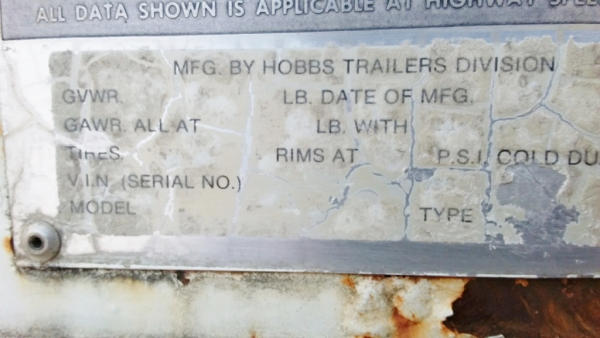 ALL DATA SHOWN IS APPLICABLE AT HIGHWAY
MFG. BY HOBBS TRAILERS DIVISION
GVWR. LB. DATE OF MFG.
GAWR. ALL AT LB. WITH
TIRES. RIMS AT P.S.I. COLD DU
V.I.N. (SERIAL NO.)
MODEL TYPE